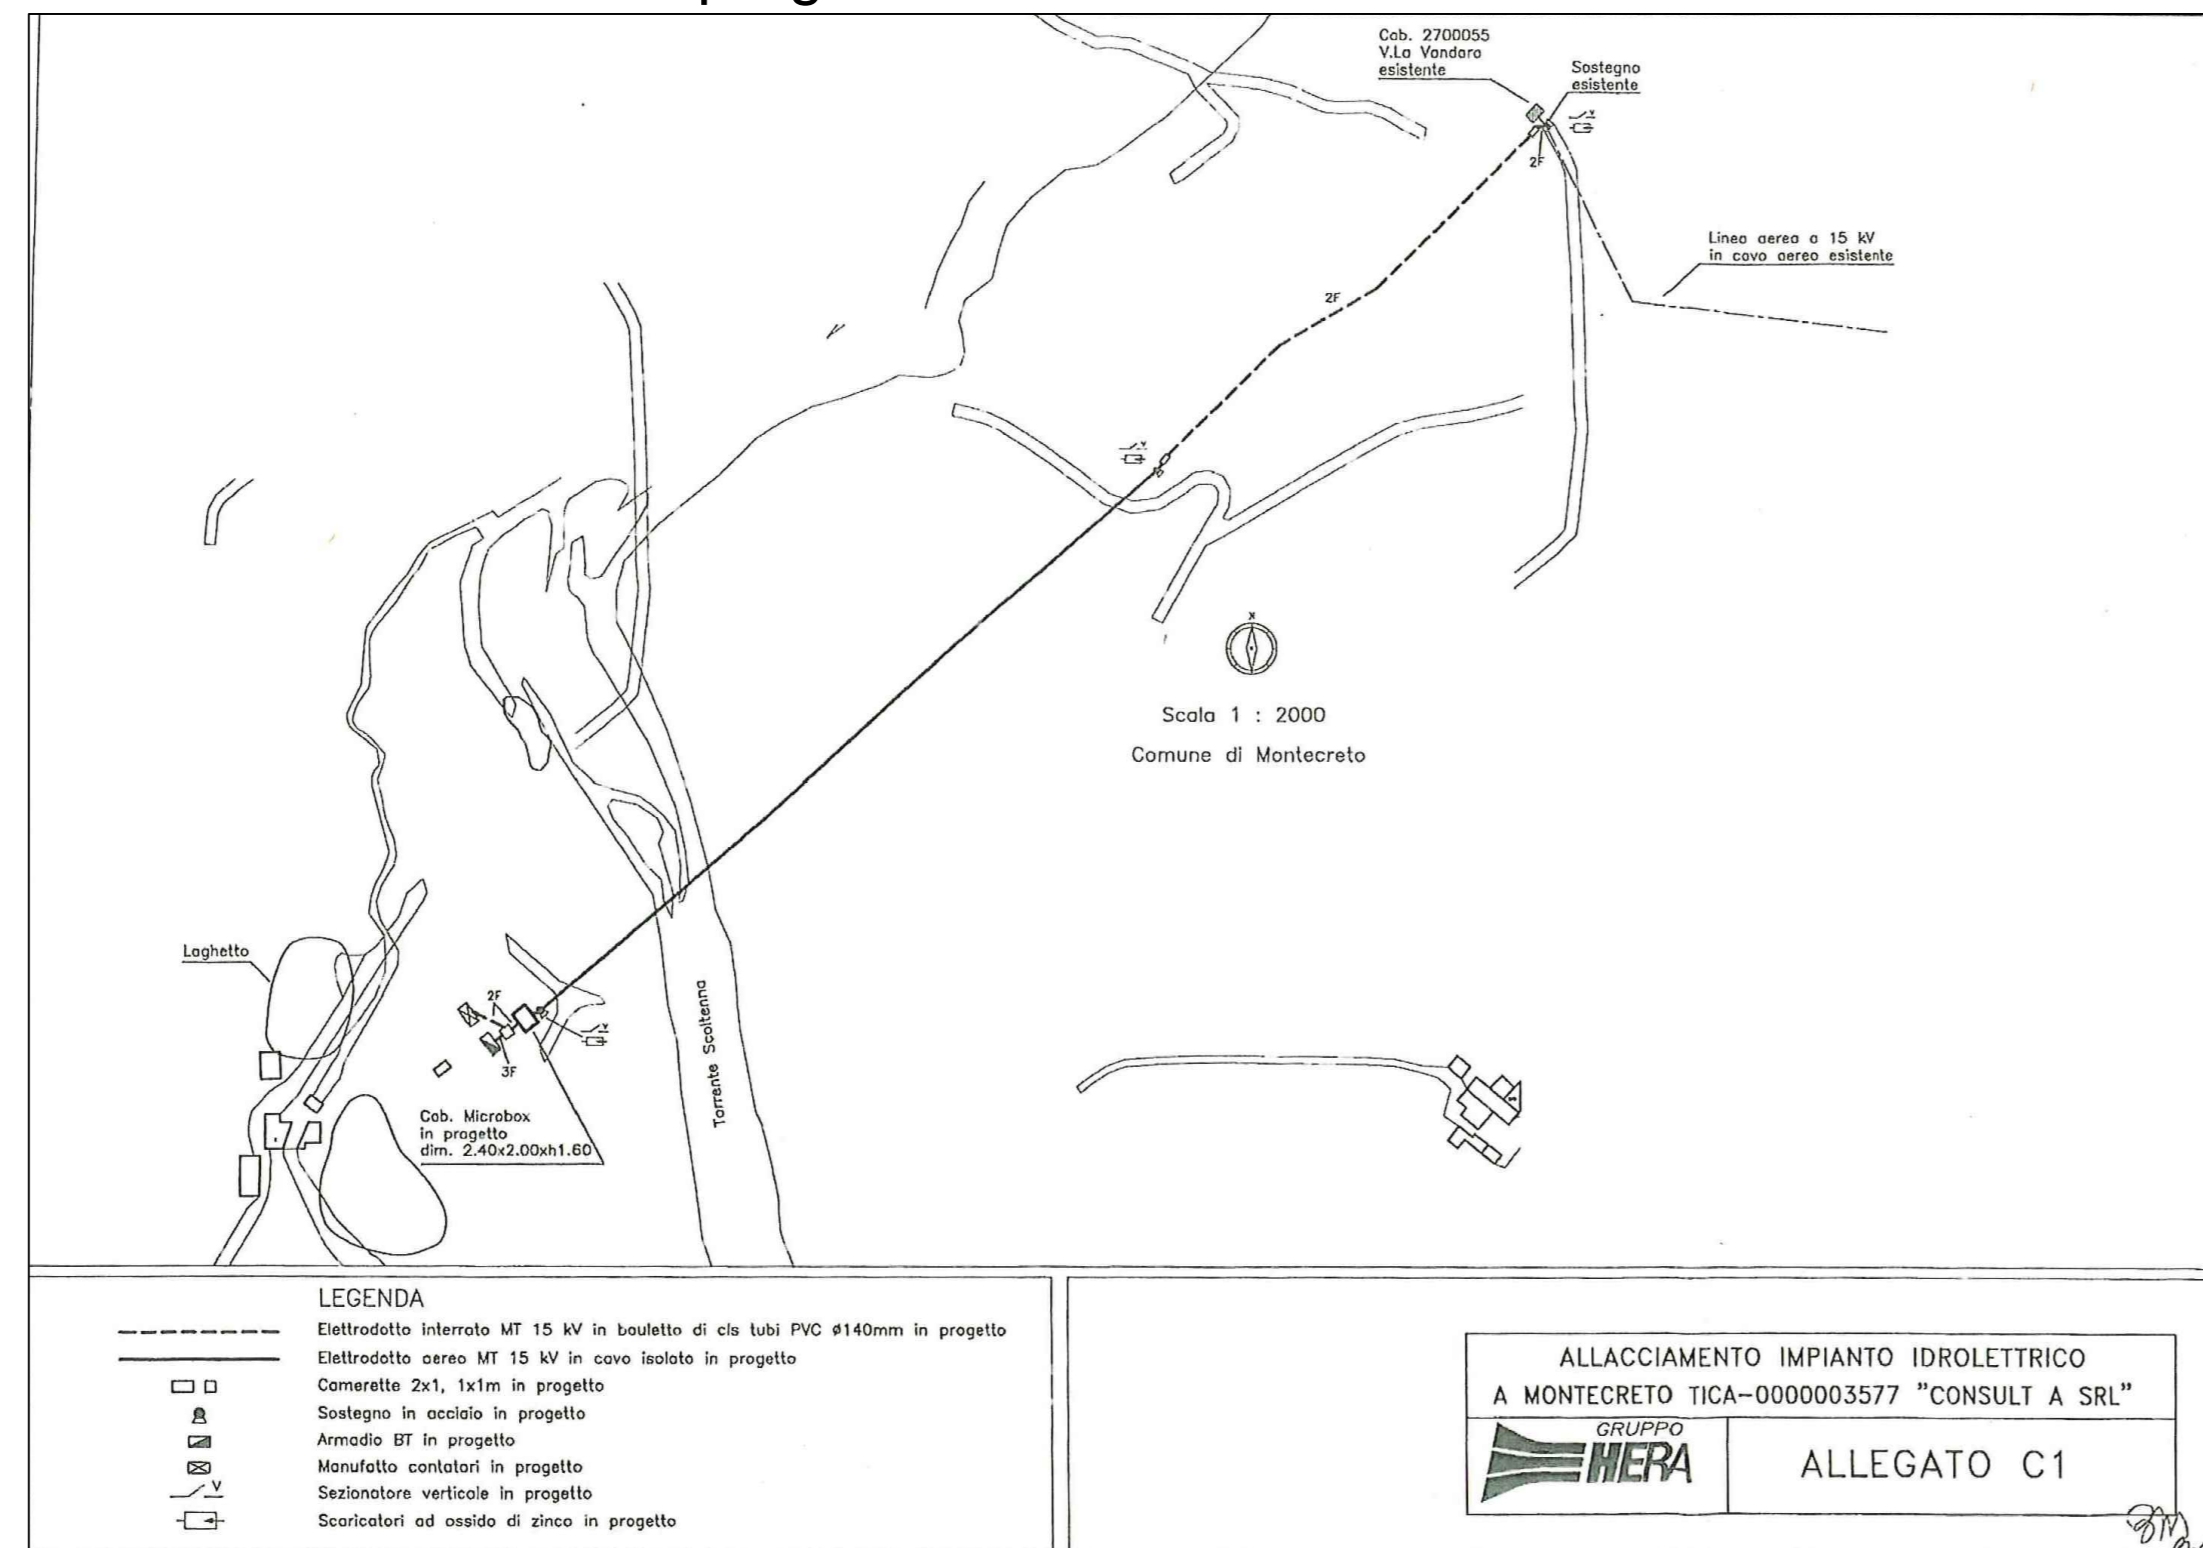 Cab. 2700055
V.La Vandara
esistente
Sostegno
esistente
2F
Linea aerea a 15 kV
in cavo aereo esistente
2F
Scala 1 : 2000
Comune di Montecreto
Laghetto
2F
3F
Torrente Scoltenna
Cab. Microbox
in progetto
dim. 2.40x2.00xh1.60
LEGENDA
Elettrodotto interrato MT 15 kV in bauletto di cls tubi PVC ø140mm in progetto
Elettrodotto aereo MT 15 kV in cavo isolato in progetto
Camerette 2x1, 1x1m in progetto
Sostegno in acciaio in progetto
Armadio BT in progetto
Manufatto contatori in progetto
V
Sezionatore verticale in progetto
Scaricatori ad ossido di zinco in progetto
ALLACCIAMENTO IMPIANTO IDROLETTRICO
A MONTECRETO TICA-0000003577 "CONSULT A SRL"
GRUPPO
HERA
ALLEGATO C1